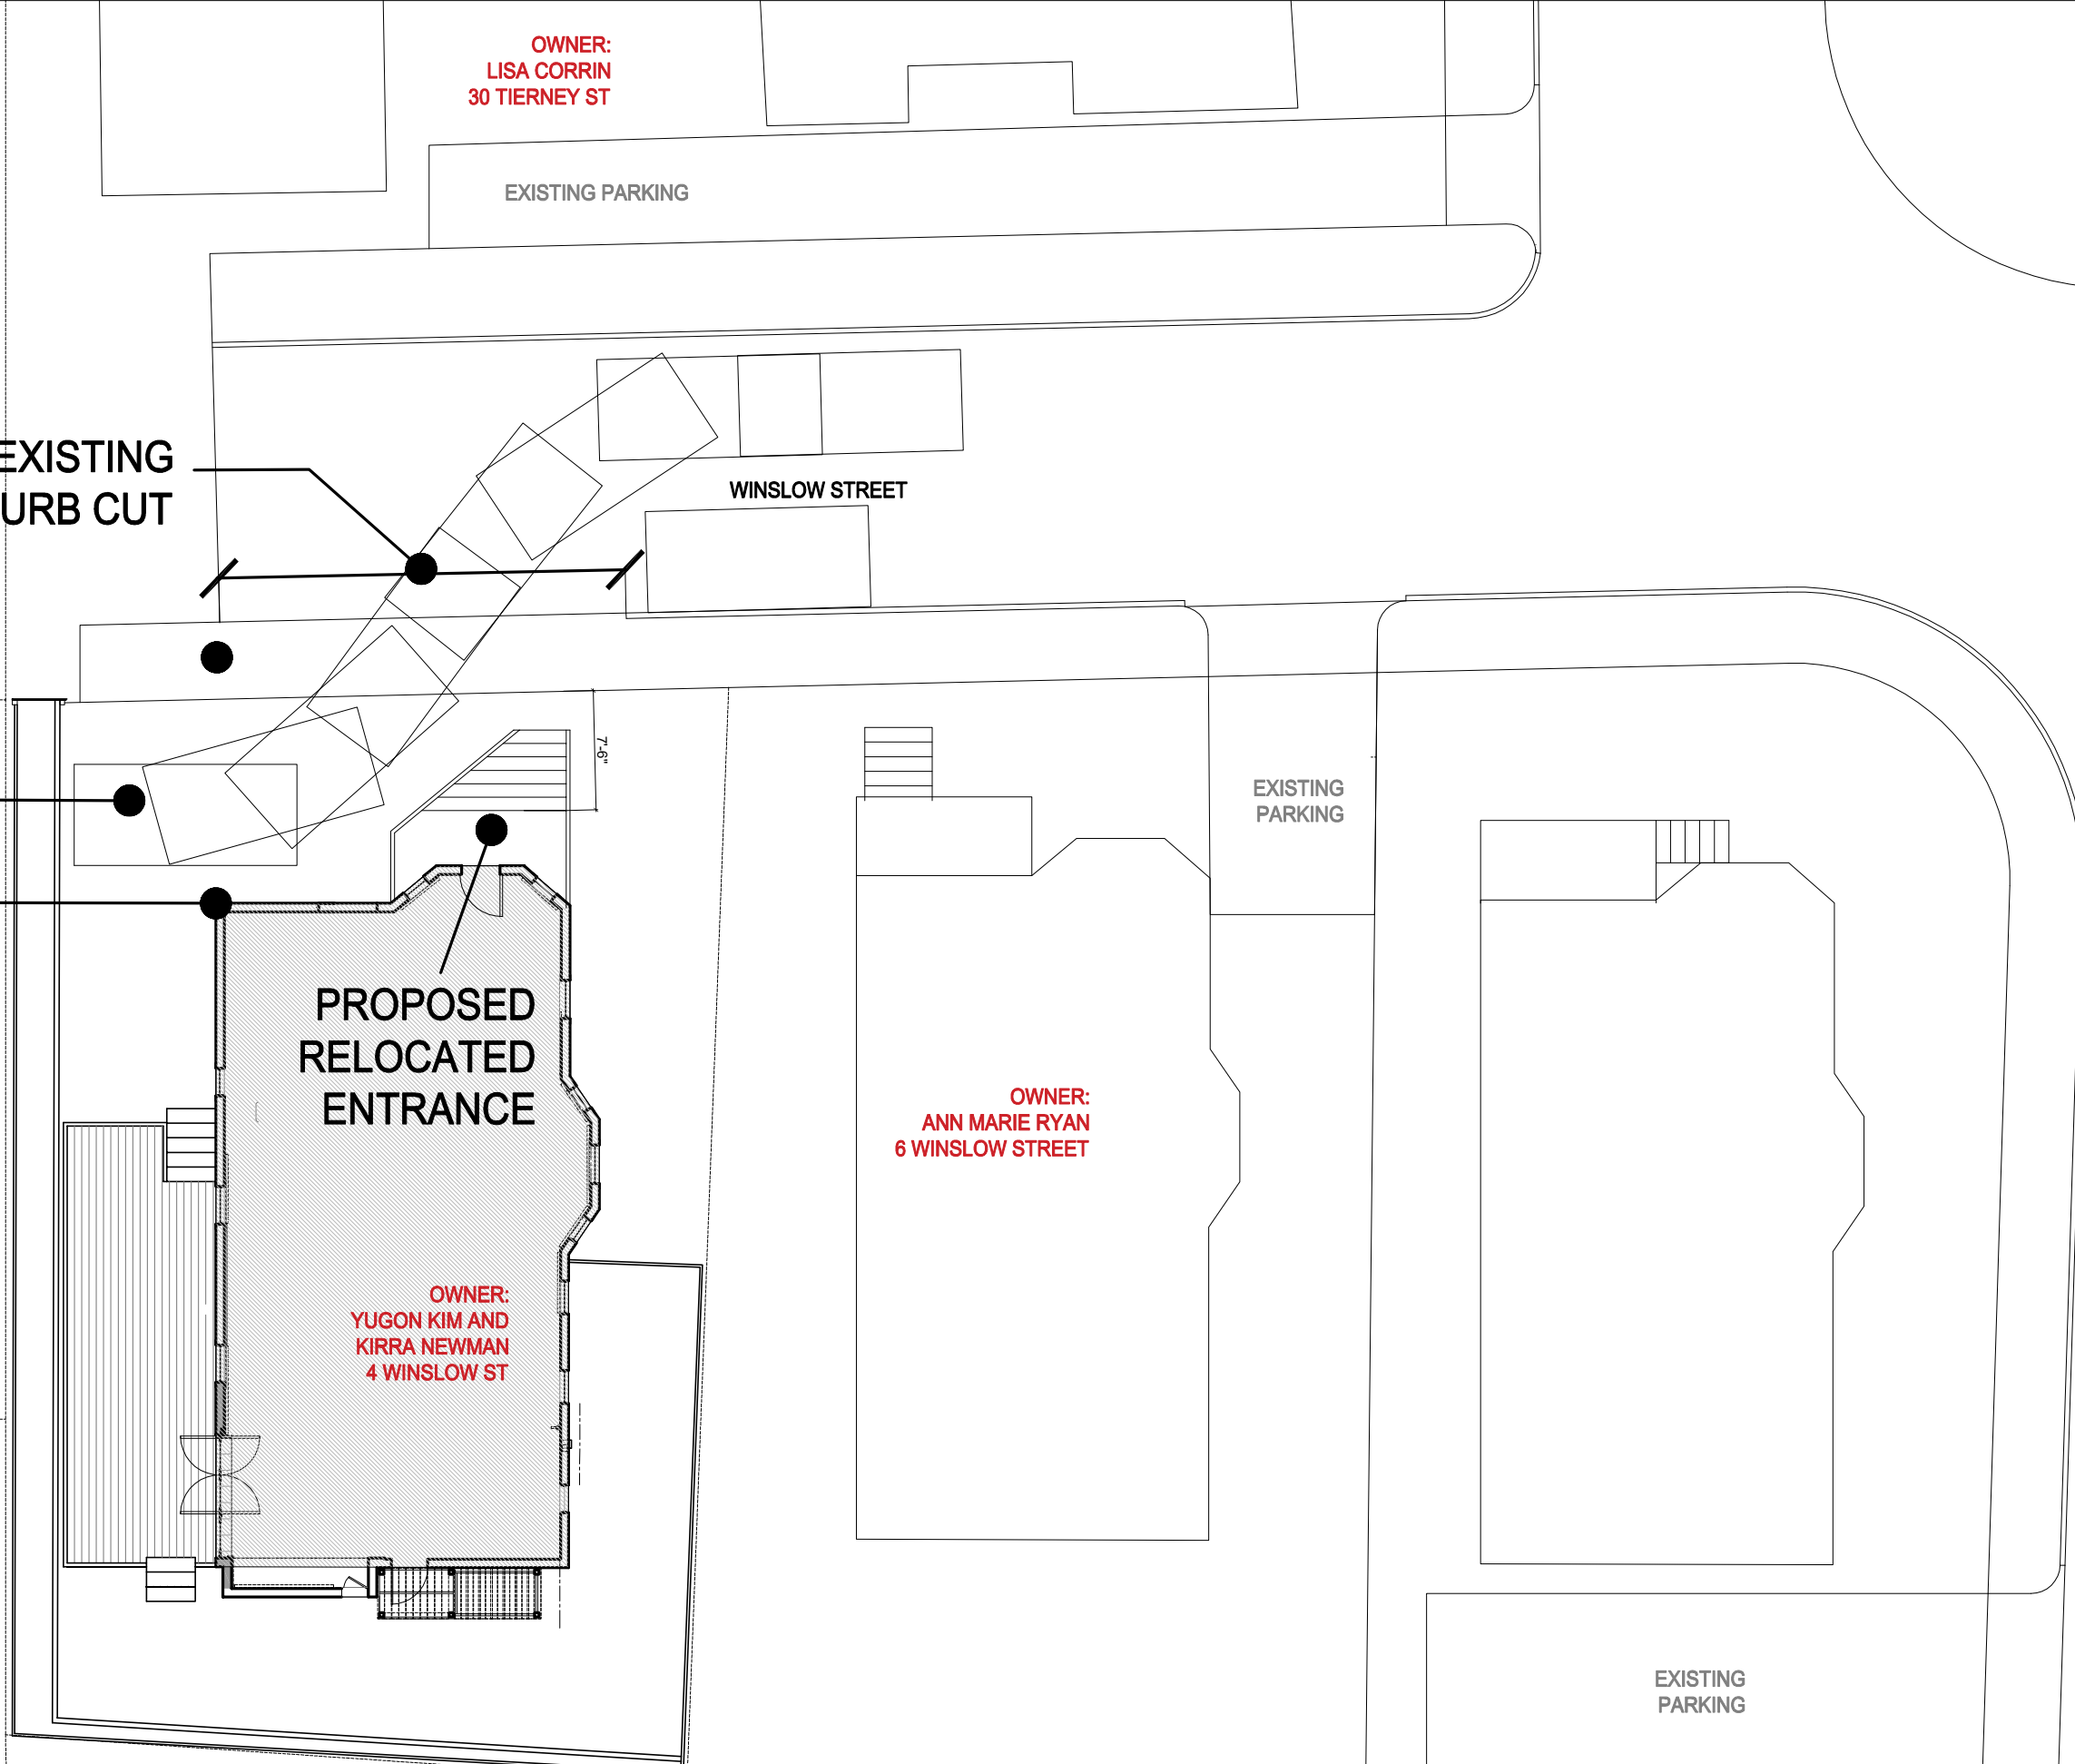 OWNER:
LISA CORRIN
30 TIERNEY ST
EXISTING PARKING
EXISTING
URB CUT
WINSLOW STREET
7'-6"
EXISTING
PARKING
PROPOSED
RELOCATED
ENTRANCE
OWNER:
ANN MARIE RYAN
6 WINSLOW STREET
OWNER:
YUGON KIM AND
KIRRA NEWMAN
4 WINSLOW ST
EXISTING
PARKING